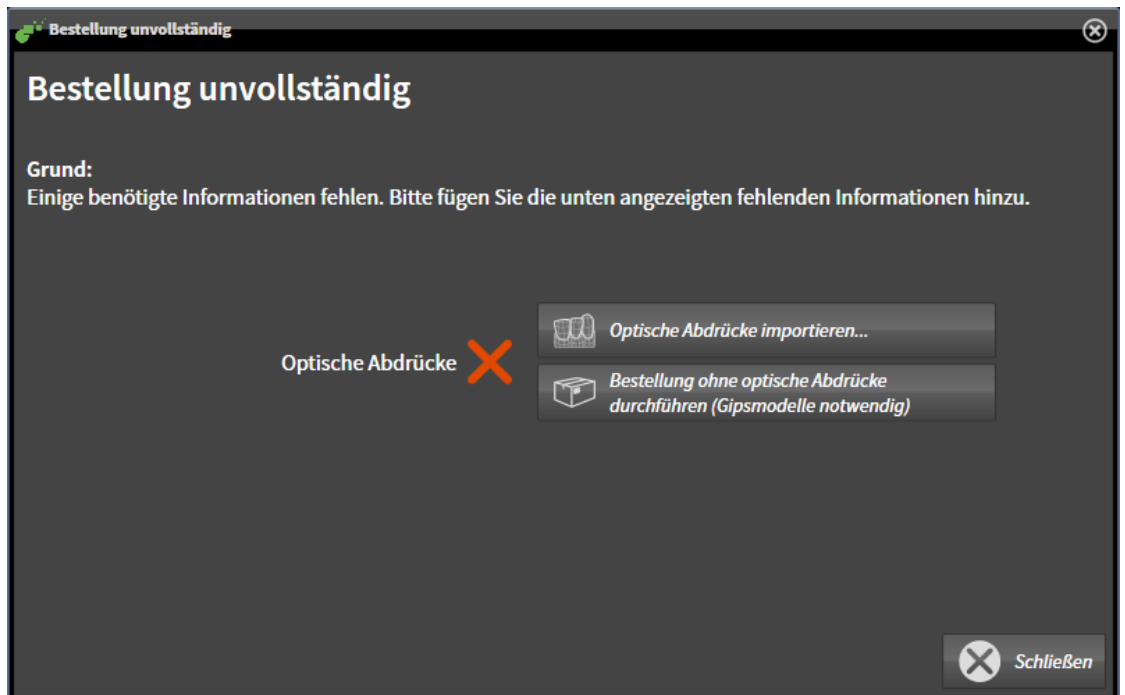 Bestellung unvollständig
Bestellung unvollständig
Grund:
Einige benötigte Informationen fehlen. Bitte fügen Sie die unten angezeigten fehlenden Informationen hinzu.
Optische Abdrücke
Optische Abdrücke importieren...
Bestellung ohne optische Abdrücke
durchführen (Gipsmodelle notwendig)
Schließen